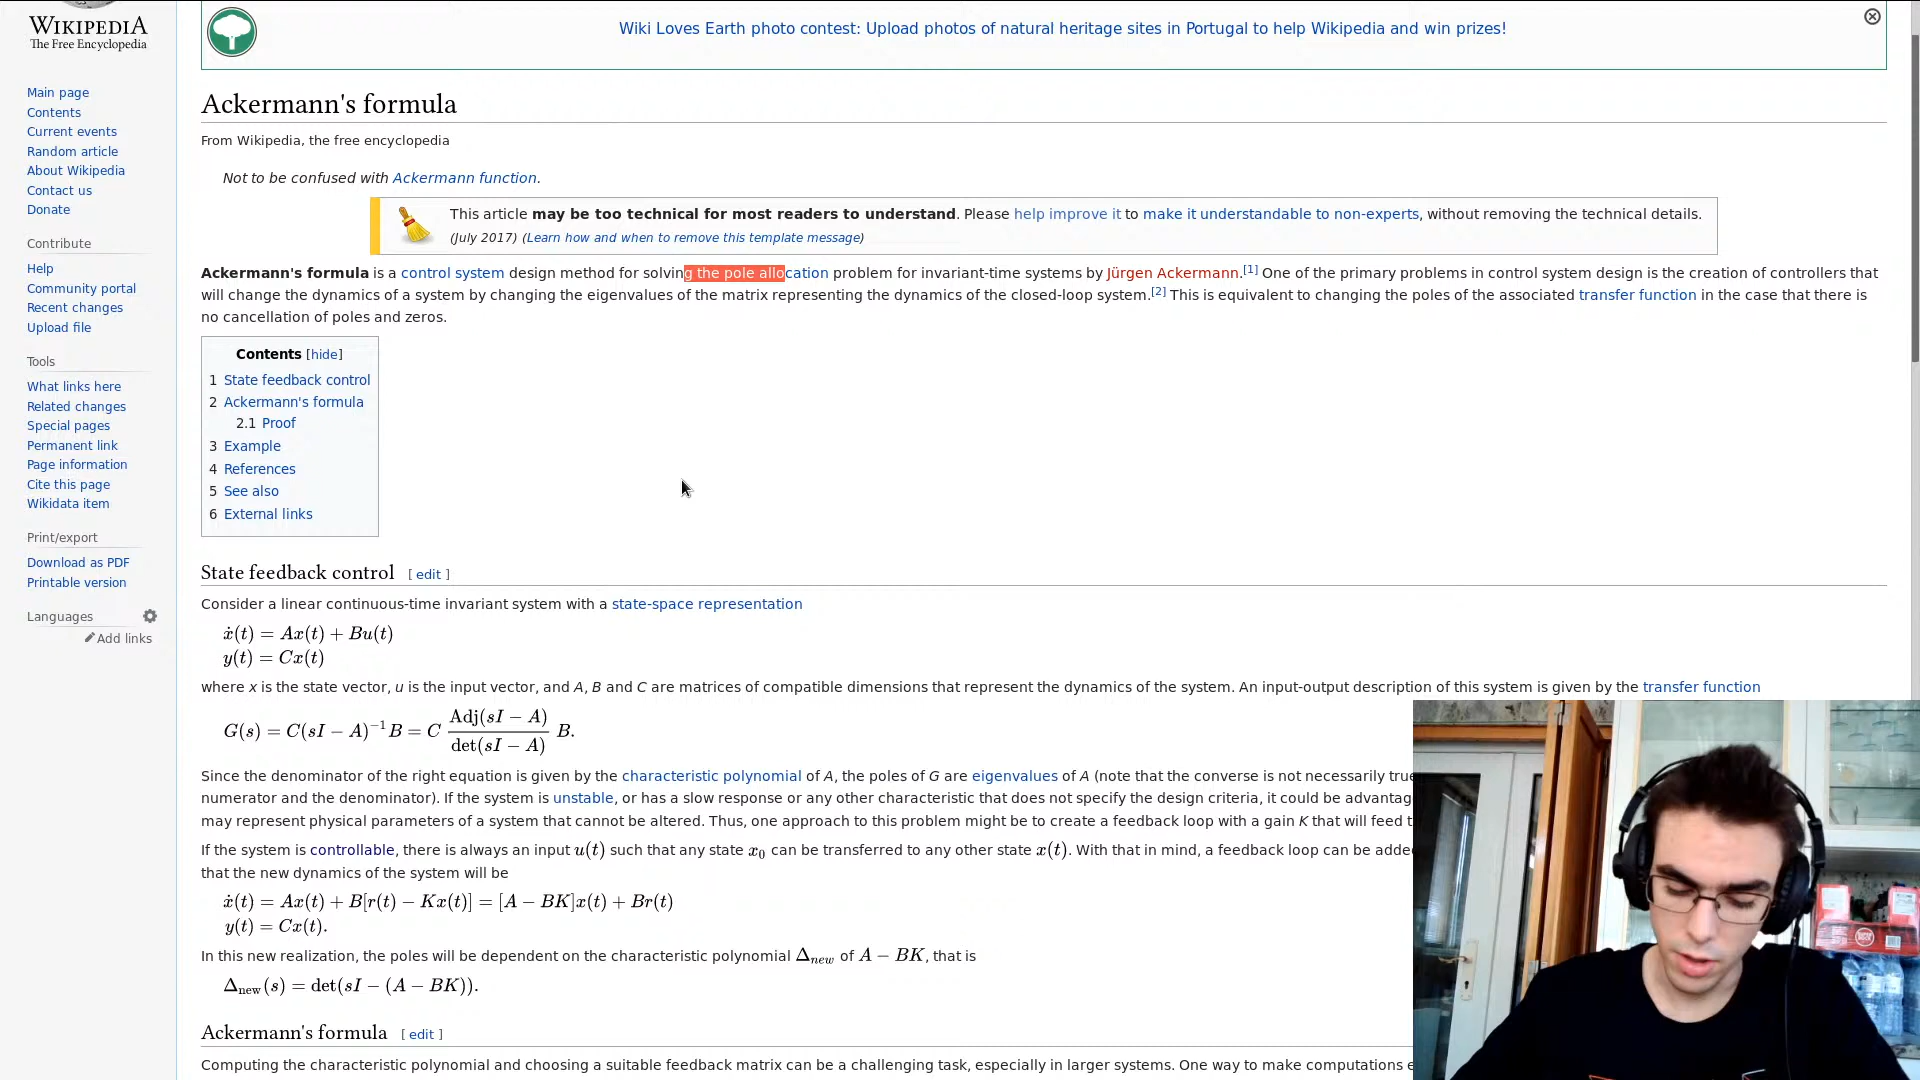 WIKIPEDIA
The Free Encyclopedia
Main page
Contents
Current events
Random article
About Wikipedia
Contact us
Donate
Contribute
Help
Community portal
Recent changes
Upload file
Tools
What links here
Related changes
Special pages
Permanent link
Page information
Cite this page
Wikidata item
Print/export
Download as PDF
Printable version
Languages
Add links
Wiki Loves Earth photo contest: Upload photos of natural heritage sites in Portugal to help Wikipedia and win prizes!
Ackermann's formula
From Wikipedia, the free encyclopedia
Not to be confused with Ackermann function.
This article may be too technical for most readers to understand. Please help improve it to make it understandable to non-experts, without removing the technical details.
(July 2017) (Learn how and when to remove this template message)
Ackermann's formula is a control system design method for solving the pole allocation problem for invariant-time systems by Jürgen Ackermann.[1] One of the primary problems in control system design is the creation of controllers that
will change the dynamics of a system by changing the eigenvalues of the matrix representing the dynamics of the closed-loop system.[2] This is equivalent to changing the poles of the associated transfer function in the case that there is
no cancellation of poles and zeros.
Contents [hide]
1 State feedback control
2 Ackermann's formula
2.1 Proof
3 Example
4 References
5 See also
6 External links
State feedback control [ edit ]
Consider a linear continuous-time invariant system with a state-space representation
ẋ(t) = Ax(t) + Bu(t)
y(t) = Cx(t)
where x is the state vector, u is the input vector, and A, B and C are matrices of compatible dimensions that represent the dynamics of the system. An input-output description of this system is given by the transfer function
G(s) = C(sI − A)⁻¹B = C Adj(sI − A) / det(sI − A) B.
Since the denominator of the right equation is given by the characteristic polynomial of A, the poles of G are eigenvalues of A (note that the converse is not necessarily true
numerator and the denominator). If the system is unstable, or has a slow response or any other characteristic that does not specify the design criteria, it could be advantag
may represent physical parameters of a system that cannot be altered. Thus, one approach to this problem might be to create a feedback loop with a gain K that will feed t
If the system is controllable, there is always an input u(t) such that any state x₀ can be transferred to any other state x(t). With that in mind, a feedback loop can be adde
that the new dynamics of the system will be
ẋ(t) = Ax(t) + B[r(t) − Kx(t)] = [A − BK]x(t) + Br(t)
y(t) = Cx(t).
In this new realization, the poles will be dependent on the characteristic polynomial Δnew of A − BK, that is
Δnew(s) = det(sI − (A − BK)).
Ackermann's formula [ edit ]
Computing the characteristic polynomial and choosing a suitable feedback matrix can be a challenging task, especially in larger systems. One way to make computations e